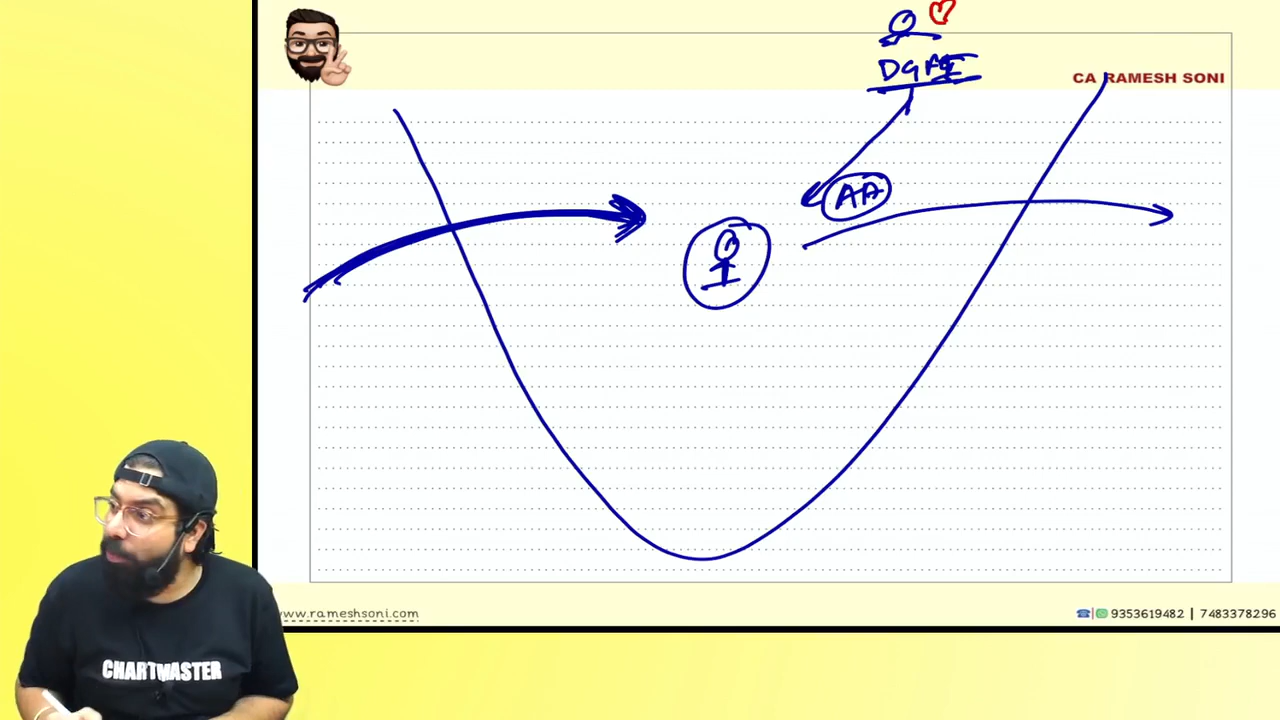 DGFT
CA RAMESH SONI
AA
www.rameshsoni.com
9353619482 | 7483378296
CHARTMASTER